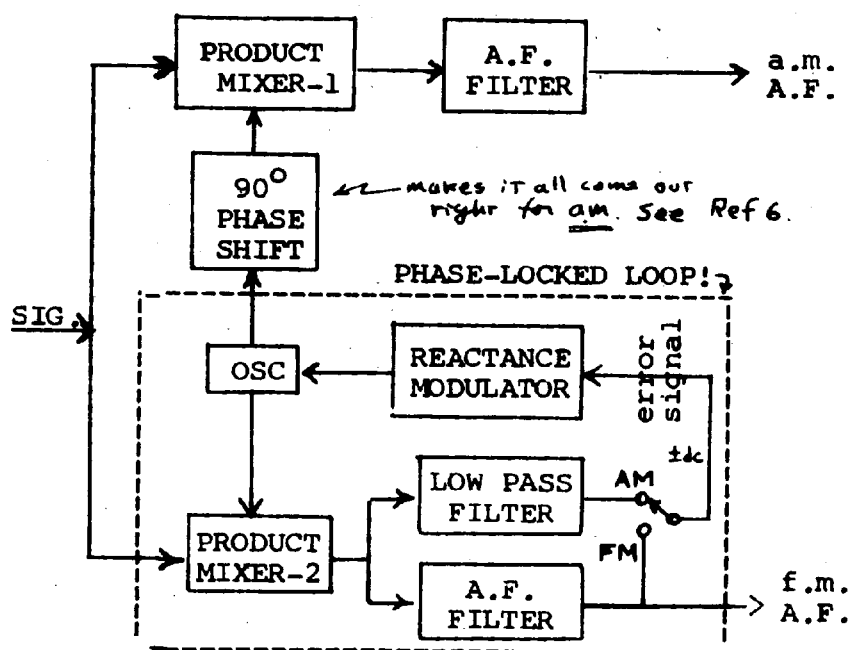 PRODUCT
MIXER-1
A.F.
FILTER
a.m.
A.F.
90°
PHASE
SHIFT
makes it all come out
right for am. See Ref 6.
PHASE-LOCKED LOOP!
SIG.
OSC
REACTANCE
MODULATOR
error
signal
±dc
LOW PASS
FILTER
AM
FM
PRODUCT
MIXER-2
A.F.
FILTER
f.m.
A.F.